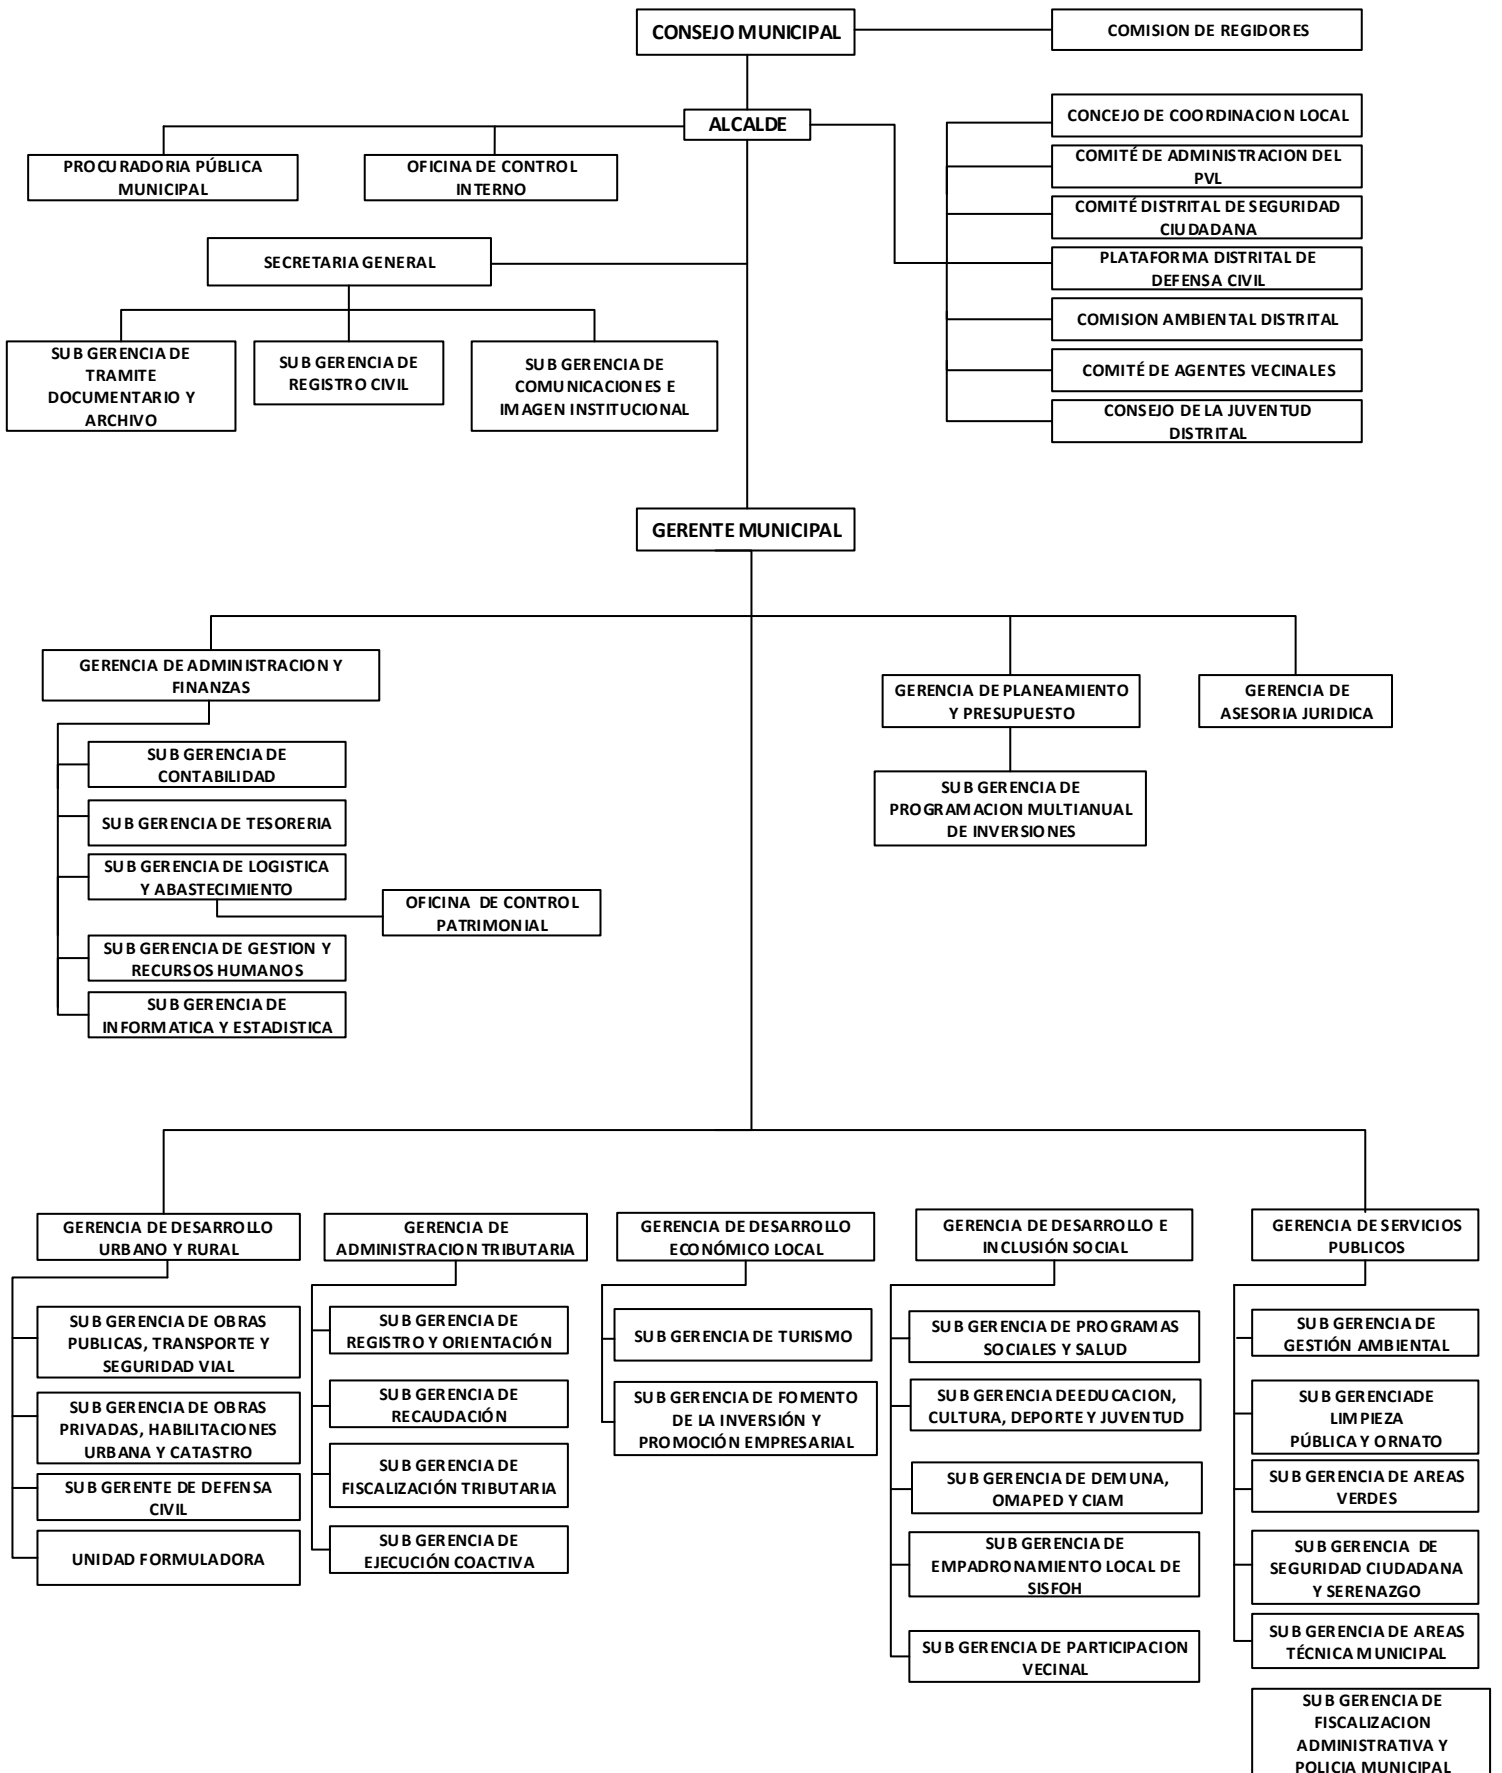 CONSEJO MUNICIPAL
COMISION DE REGIDORES
ALCALDE
PROCURADORIA PÚBLICA
MUNICIPAL
OFICINA DE CONTROL
INTERNO
CONCEJO DE COORDINACION LOCAL
COMITÉ DE ADMINISTRACION DEL
PVL
COMITÉ DISTRITAL DE SEGURIDAD
CIUDADANA
PLATAFORMA DISTRITAL DE
DEFENSA CIVIL
COMISION AMBIENTAL DISTRITAL
COMITÉ DE AGENTES VECINALES
CONSEJO DE LA JUVENTUD
DISTRITAL
SECRETARIA GENERAL
SUB GERENCIA DE
TRAMITE
DOCUMENTARIO Y
ARCHIVO
SUB GERENCIA DE
REGISTRO CIVIL
SUB GERENCIA DE
COMUNICACIONES E
IMAGEN INSTITUCIONAL
GERENTE MUNICIPAL
GERENCIA DE ADMINISTRACION Y
FINANZAS
GERENCIA DE PLANEAMIENTO
Y PRESUPUESTO
GERENCIA DE
ASESORIA JURIDICA
SUB GERENCIA DE
CONTABILIDAD
SUB GERENCIA DE TESORERIA
SUB GERENCIA DE LOGISTICA
Y ABASTECIMIENTO
OFICINA DE CONTROL
PATRIMONIAL
SUB GERENCIA DE GESTION Y
RECURSOS HUMANOS
SUB GERENCIA DE
INFORMATICA Y ESTADISTICA
SUB GERENCIA DE
PROGRAMACION MULTIANUAL
DE INVERSIONES
GERENCIA DE DESARROLLO
URBANO Y RURAL
SUB GERENCIA DE OBRAS
PUBLICAS, TRANSPORTE Y
SEGURIDAD VIAL
SUB GERENCIA DE OBRAS
PRIVADAS, HABILITACIONES
URBANA Y CATASTRO
SUB GERENTE DE DEFENSA
CIVIL
UNIDAD FORMULADORA
GERENCIA DE
ADMINISTRACION TRIBUTARIA
SUB GERENCIA DE
REGISTRO Y ORIENTACIÓN
SUB GERENCIA DE
RECAUDACIÓN
SUB GERENCIA DE
FISCALIZACIÓN TRIBUTARIA
SUB GERENCIA DE
EJECUCIÓN COACTIVA
GERENCIA DE DESARROLLO
ECONÓMICO LOCAL
SUB GERENCIA DE TURISMO
SUB GERENCIA DE FOMENTO
DE LA INVERSIÓN Y
PROMOCIÓN EMPRESARIAL
GERENCIA DE DESARROLLO E
INCLUSIÓN SOCIAL
SUB GERENCIA DE PROGRAMAS
SOCIALES Y SALUD
SUB GERENCIA DEEDUCACION,
CULTURA, DEPORTE Y JUVENTUD
SUB GERENCIA DE DEMUNA,
OMAPED Y CIAM
SUB GERENCIA DE
EMPADRONAMIENTO LOCAL DE
SISFOH
SUB GERENCIA DE PARTICIPACION
VECINAL
GERENCIA DE SERVICIOS
PUBLICOS
SUB GERENCIA DE
GESTIÓN AMBIENTAL
SUB GERENCIADE
LIMPIEZA
PÚBLICA Y ORNATO
SUB GERENCIA DE AREAS
VERDES
SUB GERENCIA DE
SEGURIDAD CIUDADANA
Y SERENAZGO
SUB GERENCIA DE AREAS
TÉCNICA MUNICIPAL
SUB GERENCIA DE
FISCALIZACION
ADMINISTRATIVA Y
POLICIA MUNICIPAL